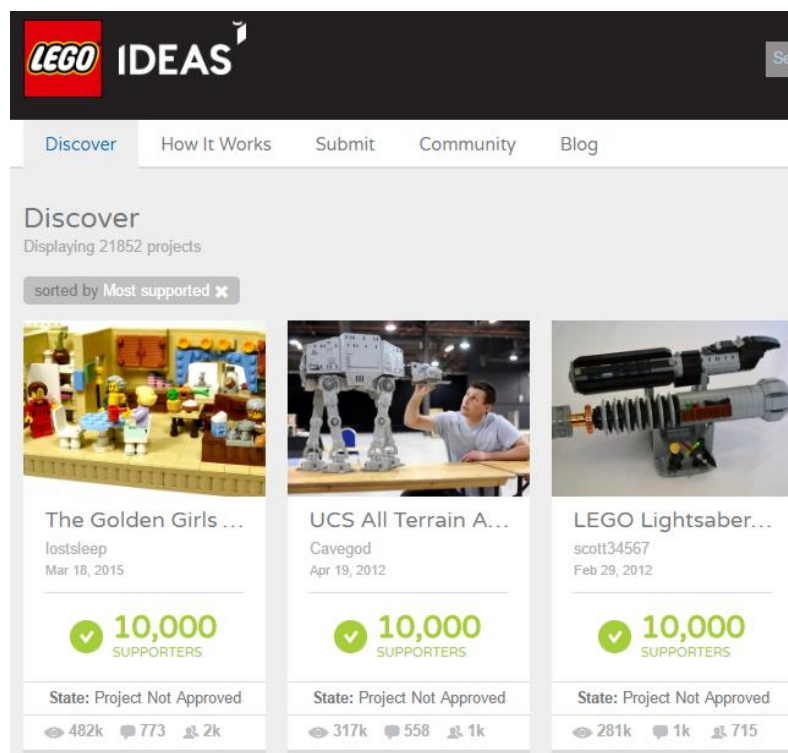 LEGO IDEAS
Se
Discover How It Works Submit Community Blog
Discover
Displaying 21852 projects
sorted by Most supported ✖
The Golden Girls ...
lostsleep
Mar 18, 2015
10,000
SUPPORTERS
State: Project Not Approved
482k 773 2k
UCS All Terrain A...
Cavegod
Apr 19, 2012
10,000
SUPPORTERS
State: Project Not Approved
317k 558 1k
LEGO Lightsaber...
scott34567
Feb 29, 2012
10,000
SUPPORTERS
State: Project Not Approved
281k 1k 715